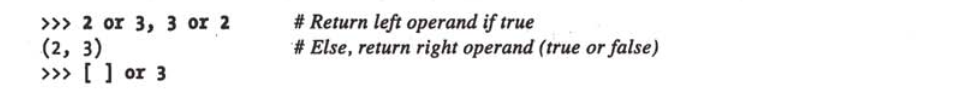 >>> 2 or 3, 3 or 2 # Return left operand if true
(2, 3) # Else, return right operand (true or false)
>>> [ ] or 3